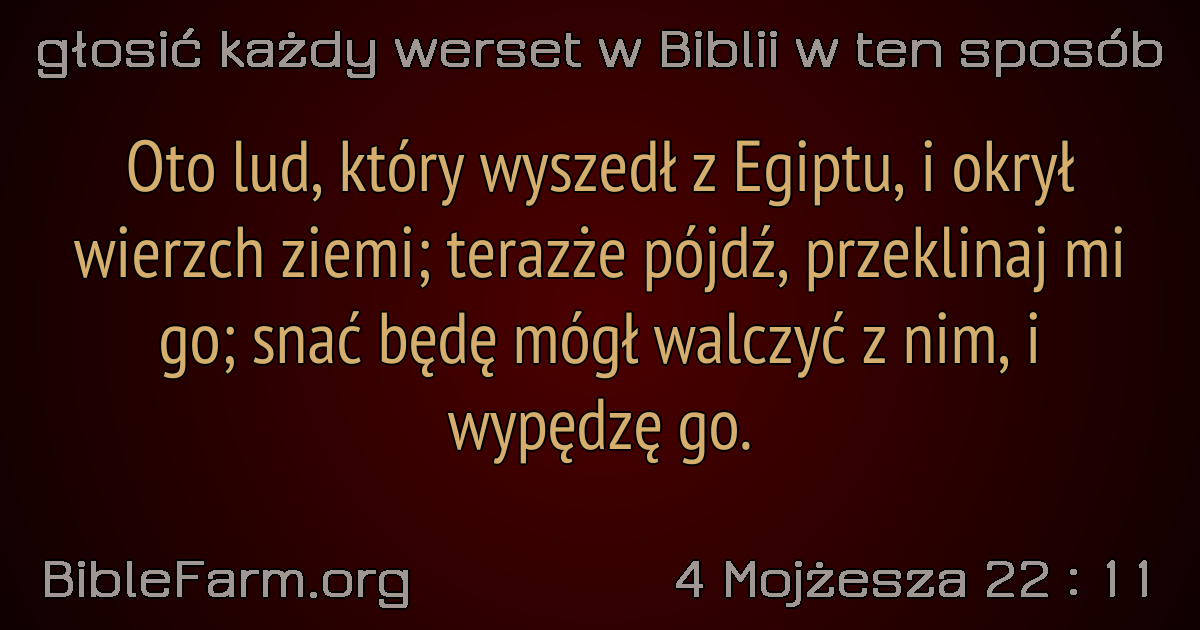 głosić każdy werset w Biblii w ten sposób
Oto lud, który wyszedł z Egiptu, i okrył
wierzch ziemi; terazże pójdź, przeklinaj mi
go; snać będę mógł walczyć z nim, i
wypędzę go.
BibleFarm.org
4 Mojżesza 22 : 11